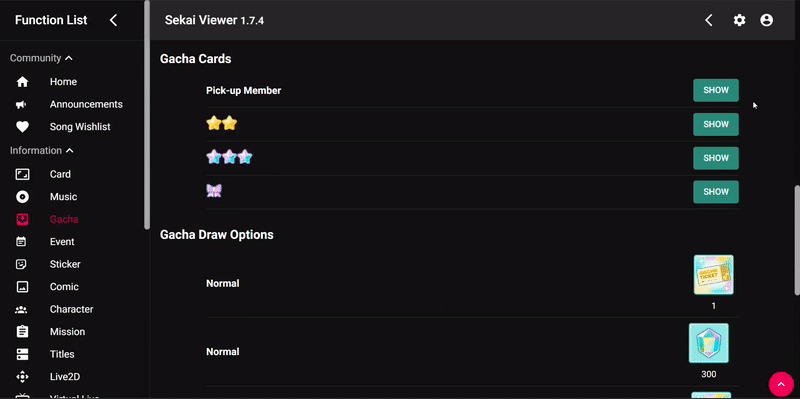 Function List
Sekai Viewer 1.7.4
Community
Home
Announcements
Song Wishlist
Information
Card
Music
Gacha
Event
Sticker
Comic
Character
Mission
Titles
Live2D
Virtual Live
Gacha Cards
Pick-up Member
SHOW
SHOW
SHOW
SHOW
Gacha Draw Options
Normal
1
Normal
300